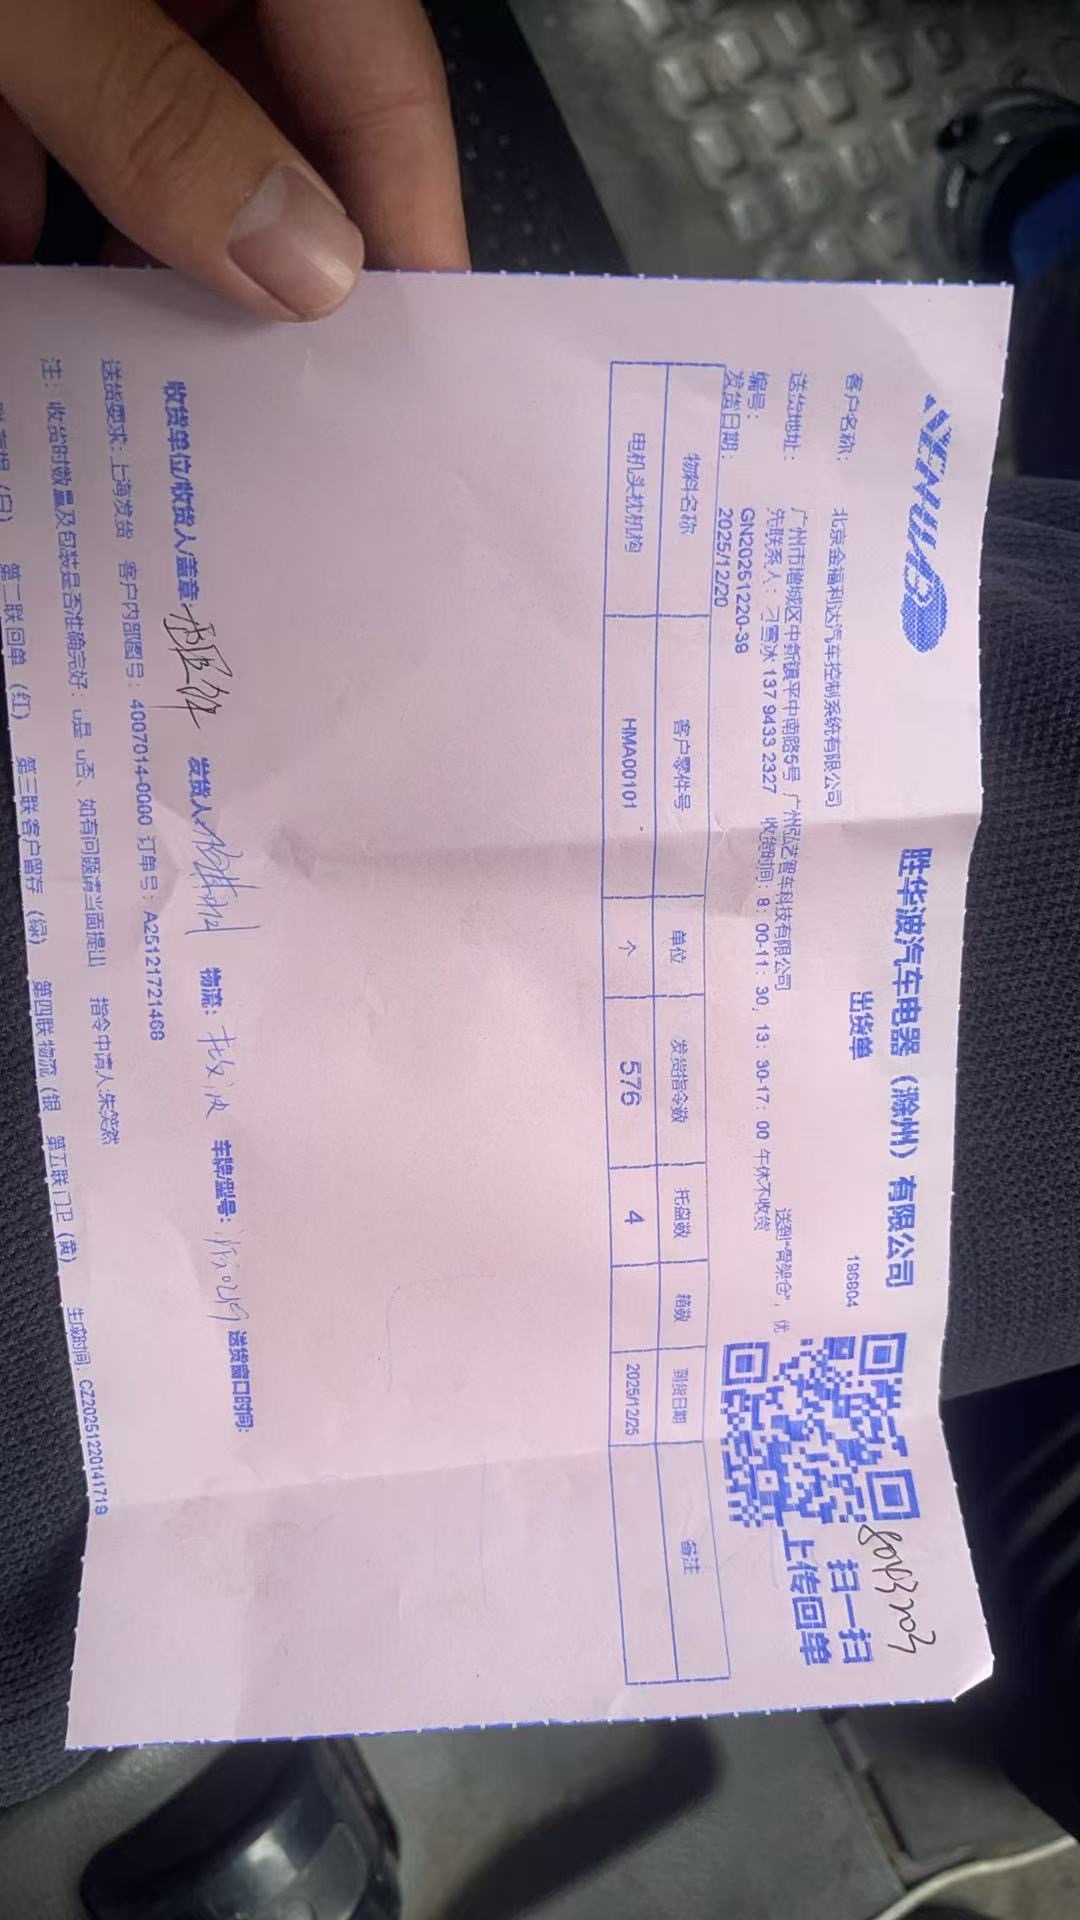 胜华波汽车电器（滁州）有限公司
出货单
196804
8043203
客户名称： 北京金福利达汽车控制系统有限公司
送货地址： 广州市增城区中新镇平中南路5号 广州弘艺智车科技有限公司 送到“骨架仓”，优
先联系人：刁雪冰 137 9433 2327 收货时间：8：00-11：30，13：30-17：00 午休不收货
编号： GN20251220-39
发货日期： 2025/12/20
扫一扫
上传回单
物料名称 客户零件号 单位 发货指令数 托盘数 箱数 到货日期 备注
电机头枕机构 HMA00101 个 576 4 2025/12/25
收货单位/收货人/盖章 发货人 物流： 车牌/型号： 送货窗口时间：
送货要求：上海发货 客户内部图号：4007014-0000 订单号：A25121721468
注：收货时数量及包装是否准确完好：u是 u否、如有问题请当面提出 指令申请人：朱笑然
第二联回单（红） 第三联客户留存（绿） 第四联物流（银 第五联门卫（黄） 生成时间：CZ20251220141719